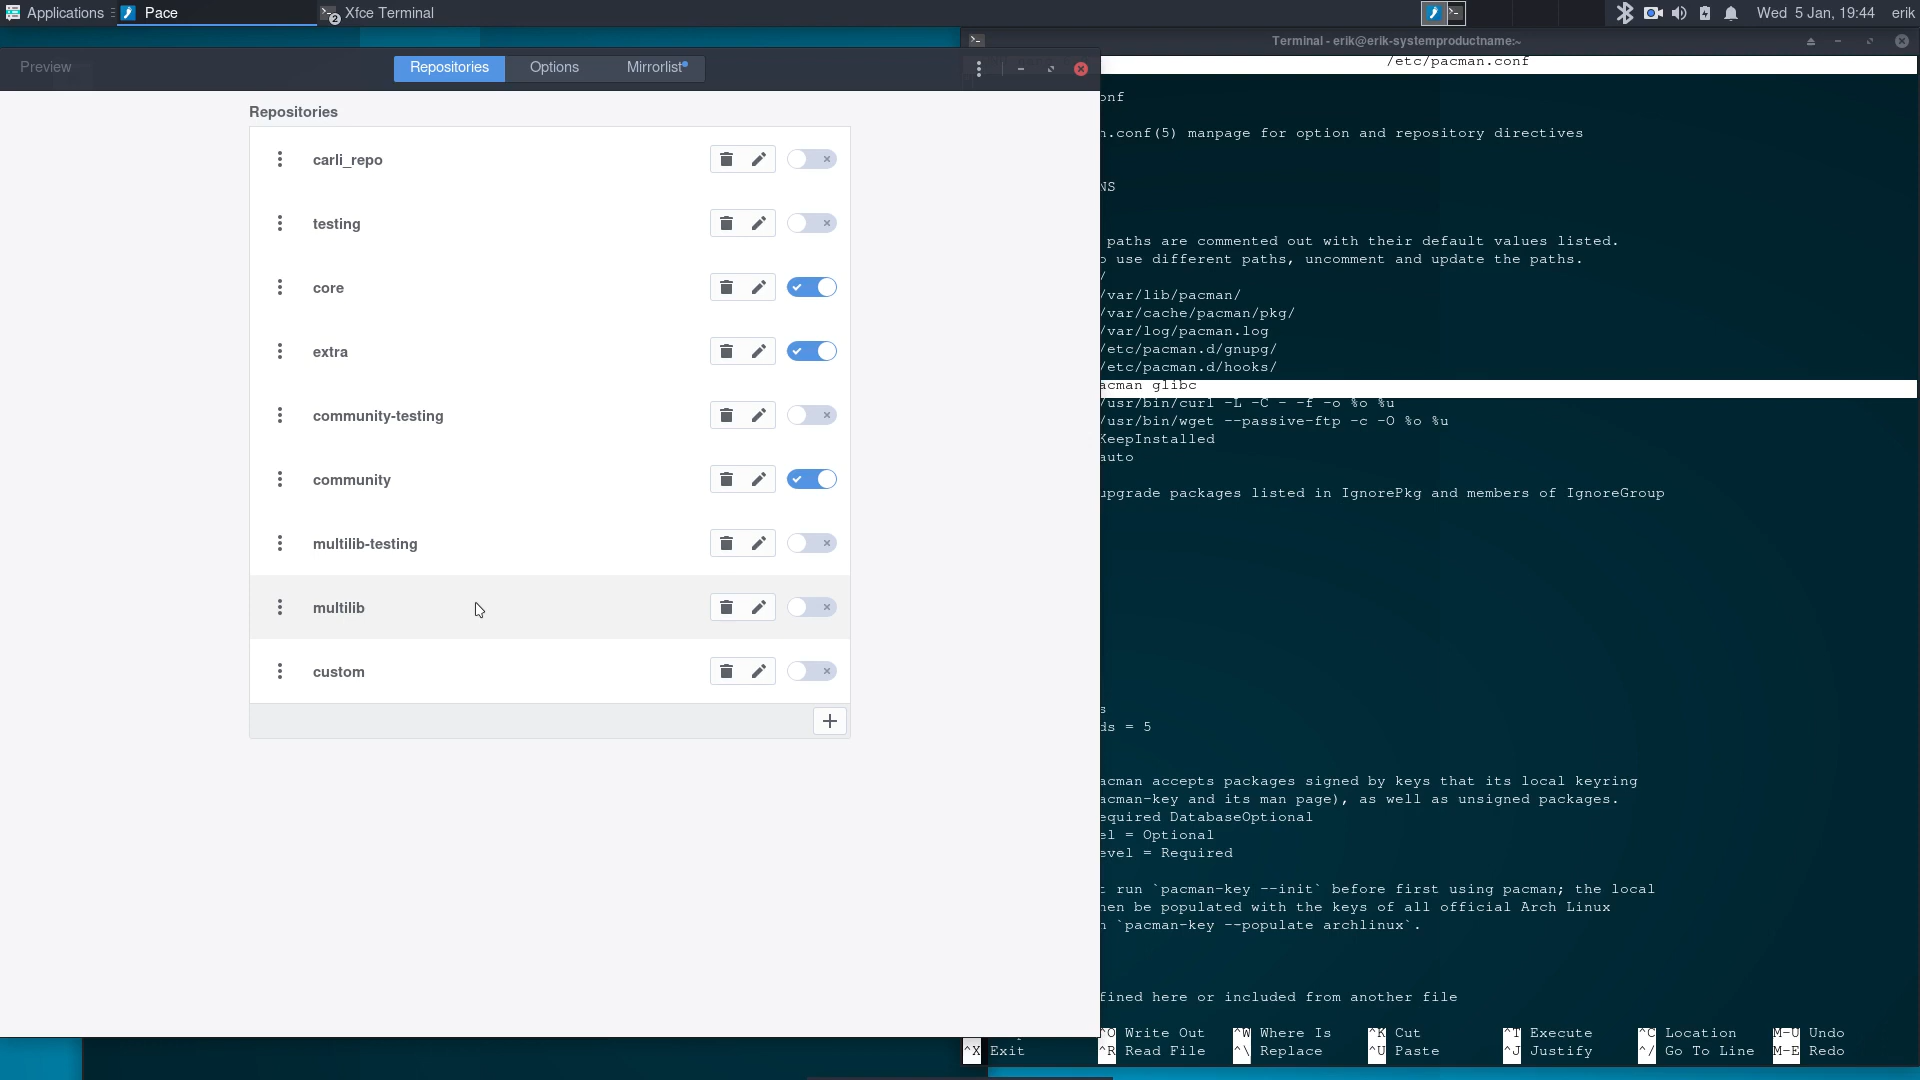 Applications
Pace
2 Xfce Terminal
Wed 5 Jan, 19:44 erik
Preview
Repositories
Options
Mirrorlist
Repositories
carli_repo
testing
core
extra
community-testing
community
multilib-testing
multilib
custom
Terminal - erik@erik-systemproductname:~
/etc/pacman.conf
onf
n.conf(5) manpage for option and repository directives
NS
paths are commented out with their default values listed.
use different paths, uncomment and update the paths.
/
/var/lib/pacman/
/var/cache/pacman/pkg/
/var/log/pacman.log
/etc/pacman.d/gnupg/
/etc/pacman.d/hooks/
acman glibc
/usr/bin/curl -L -C - -f -o %o %u
/usr/bin/wget --passive-ftp -c -O %o %u
KeepInstalled
auto
upgrade packages listed in IgnorePkg and members of IgnoreGroup
s
ds = 5
acman accepts packages signed by keys that its local keyring
acman-key and its man page), as well as unsigned packages.
equired DatabaseOptional
el = Optional
evel = Required
t run `pacman-key --init` before first using pacman; the local
hen be populated with the keys of all official Arch Linux
n `pacman-key --populate archlinux`.
fined here or included from another file
^O Write Out ^W Where Is ^K Cut ^T Execute ^C Location M-U Undo
^X Exit ^R Read File ^\ Replace ^U Paste ^J Justify ^/ Go To Line M-E Redo